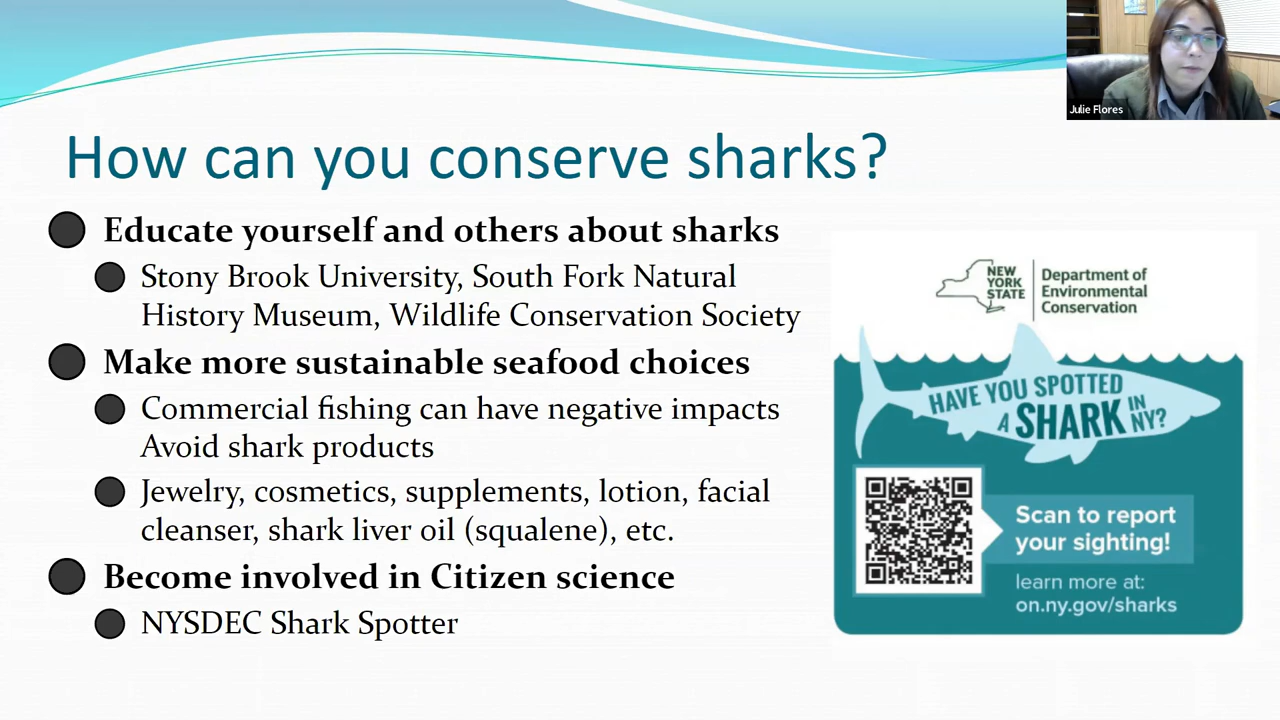 Julie Flores
How can you conserve sharks?
Educate yourself and others about sharks
Stony Brook University, South Fork Natural
History Museum, Wildlife Conservation Society
Make more sustainable seafood choices
Commercial fishing can have negative impacts
Avoid shark products
Jewelry, cosmetics, supplements, lotion, facial
cleanser, shark liver oil (squalene), etc.
Become involved in Citizen science
NYSDEC Shark Spotter
NEW
YORK
STATE
Department of
Environmental
Conservation
HAVE YOU SPOTTED
A SHARK IN NY?
Scan to report
your sighting!
learn more at:
on.ny.gov/sharks